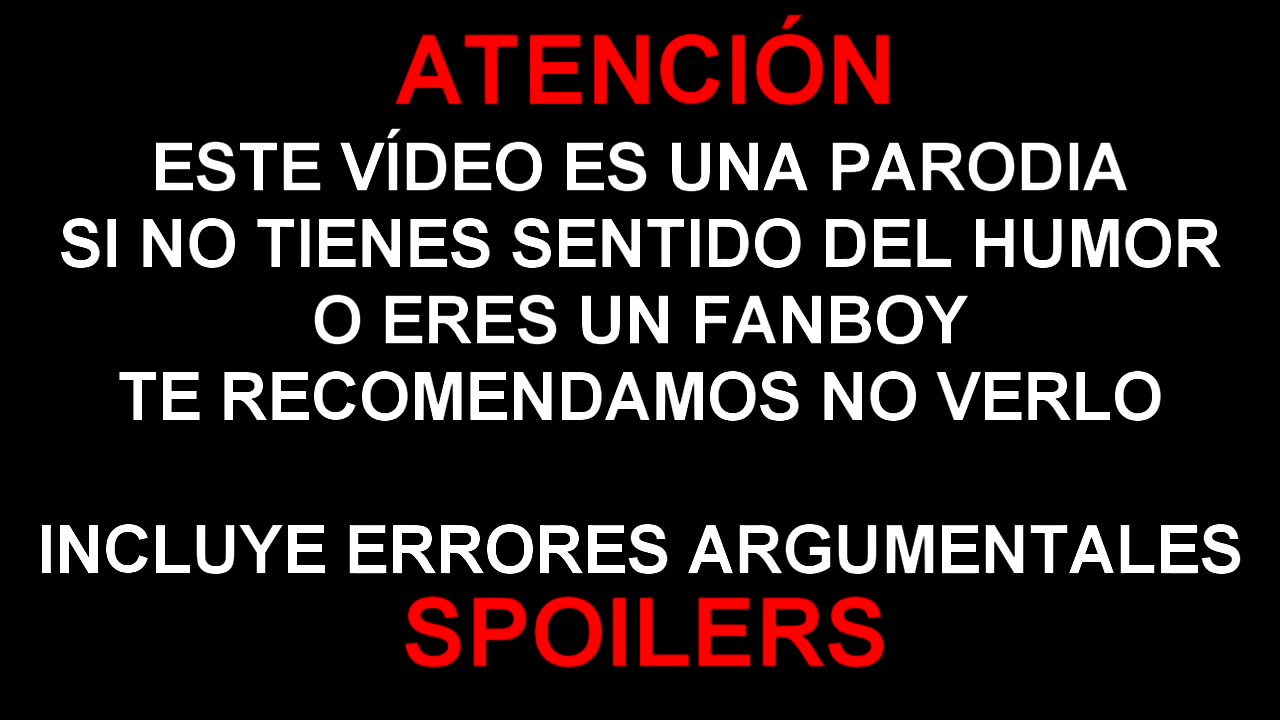 ATENCIÓN
ESTE VÍDEO ES UNA PARODIA
SI NO TIENES SENTIDO DEL HUMOR
O ERES UN FANBOY
TE RECOMENDAMOS NO VERLO
INCLUYE ERRORES ARGUMENTALES
SPOILERS